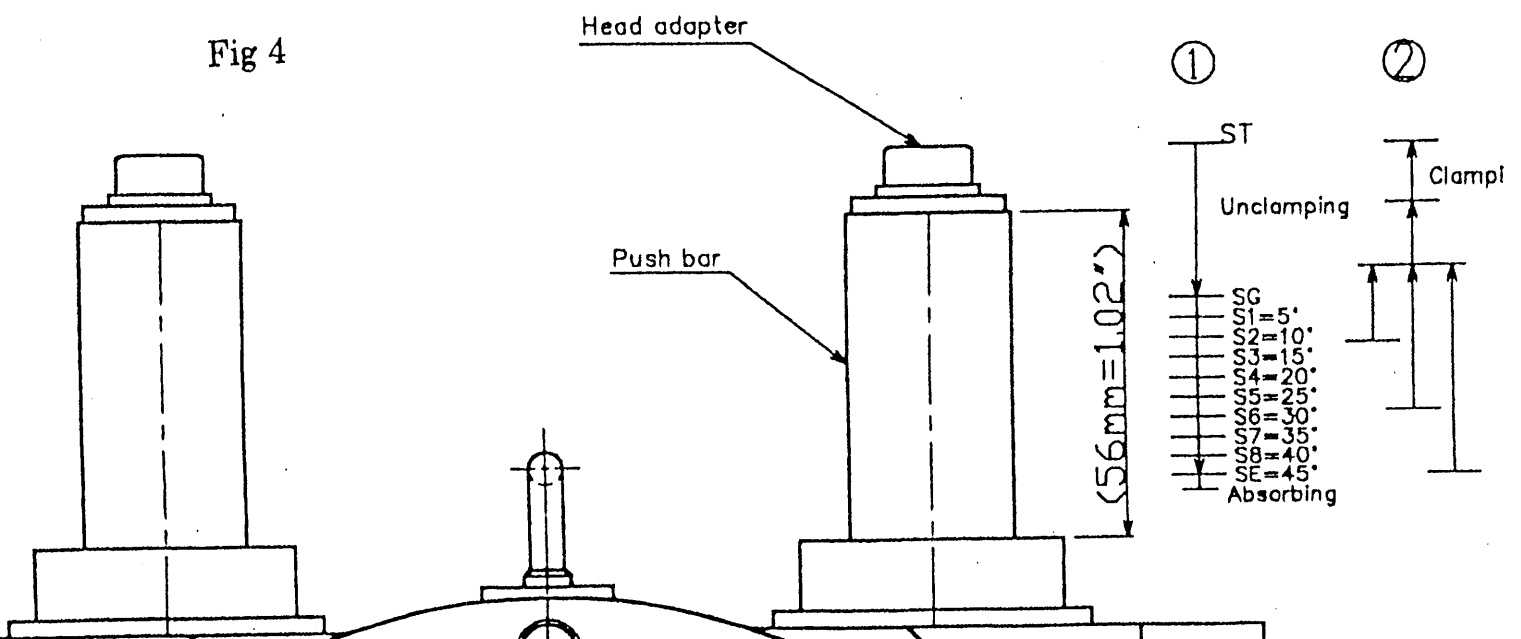 Fig 4
Head adapter
Push bar
(56mm=1.02")
①
ST
Unclamping
SG
S1=5°
S2=10°
S3=15°
S4=20°
S5=25°
S6=30°
S7=35°
S8=40°
SE=45°
Absorbing
②
Clampi